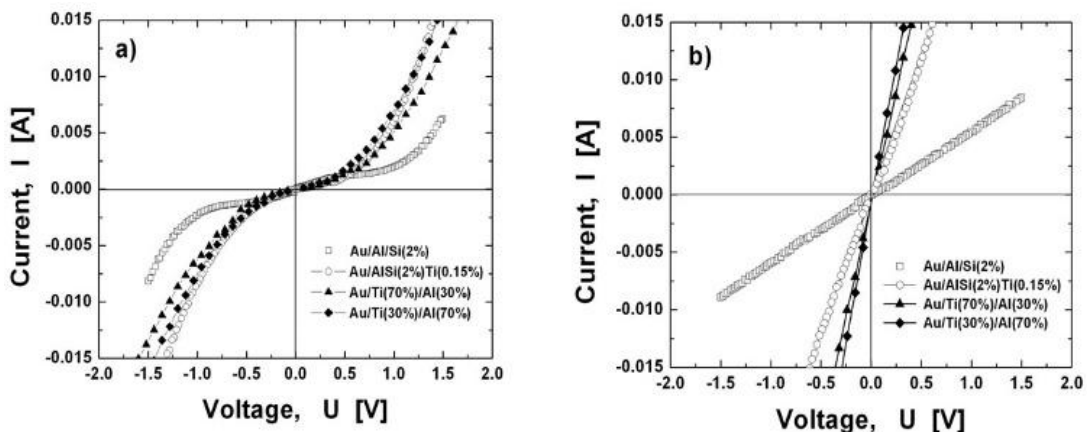 a)
Current, I [A]
0.015
0.010
0.005
0.000
-0.005
-0.010
-0.015
Au/Al/Si(2%)
Au/AlSi(2%)Ti(0.15%)
Au/Ti(70%)/Al(30%)
Au/Ti(30%)/Al(70%)
-2.0 -1.5 -1.0 -0.5 0.0 0.5 1.0 1.5 2.0
Voltage, U [V]
b)
Current, I [A]
0.015
0.010
0.005
0.000
-0.005
-0.010
-0.015
Au/Al/Si(2%)
Au/AlSi(2%)Ti(0.15%)
Au/Ti(70%)/Al(30%)
Au/Ti(30%)/Al(70%)
-2.0 -1.5 -1.0 -0.5 0.0 0.5 1.0 1.5 2.0
Voltage, U [V]